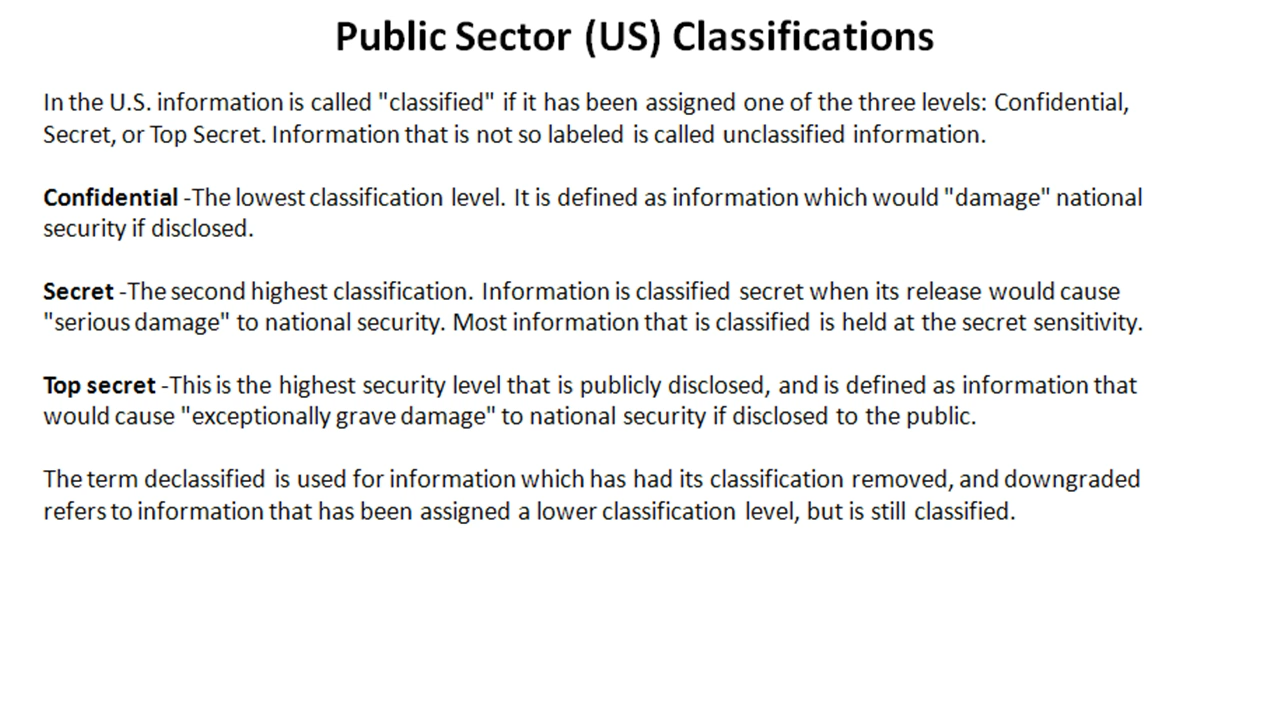 Public Sector (US) Classifications
In the U.S. information is called "classified" if it has been assigned one of the three levels: Confidential,
Secret, or Top Secret. Information that is not so labeled is called unclassified information.
Confidential -The lowest classification level. It is defined as information which would "damage" national
security if disclosed.
Secret -The second highest classification. Information is classified secret when its release would cause
"serious damage" to national security. Most information that is classified is held at the secret sensitivity.
Top secret -This is the highest security level that is publicly disclosed, and is defined as information that
would cause "exceptionally grave damage" to national security if disclosed to the public.
The term declassified is used for information which has had its classification removed, and downgraded
refers to information that has been assigned a lower classification level, but is still classified.